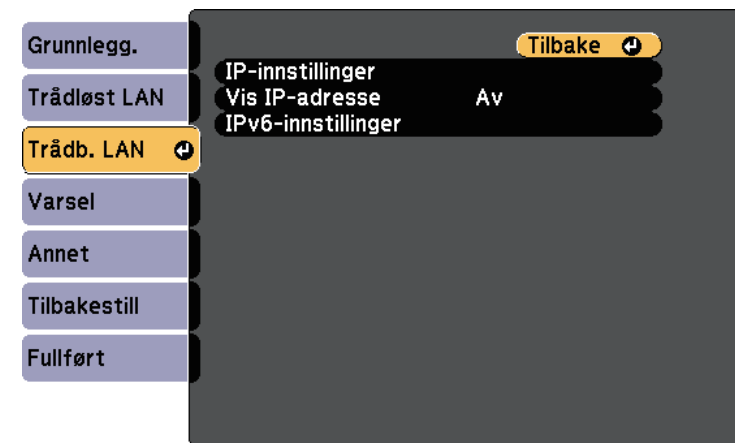 Grunnlegg.
Trådløst LAN
Trådb. LAN
Varsel
Annet
Tilbakestill
Fullført
Tilbake
IP-innstillinger
Vis IP-adresse Av
IPv6-innstillinger